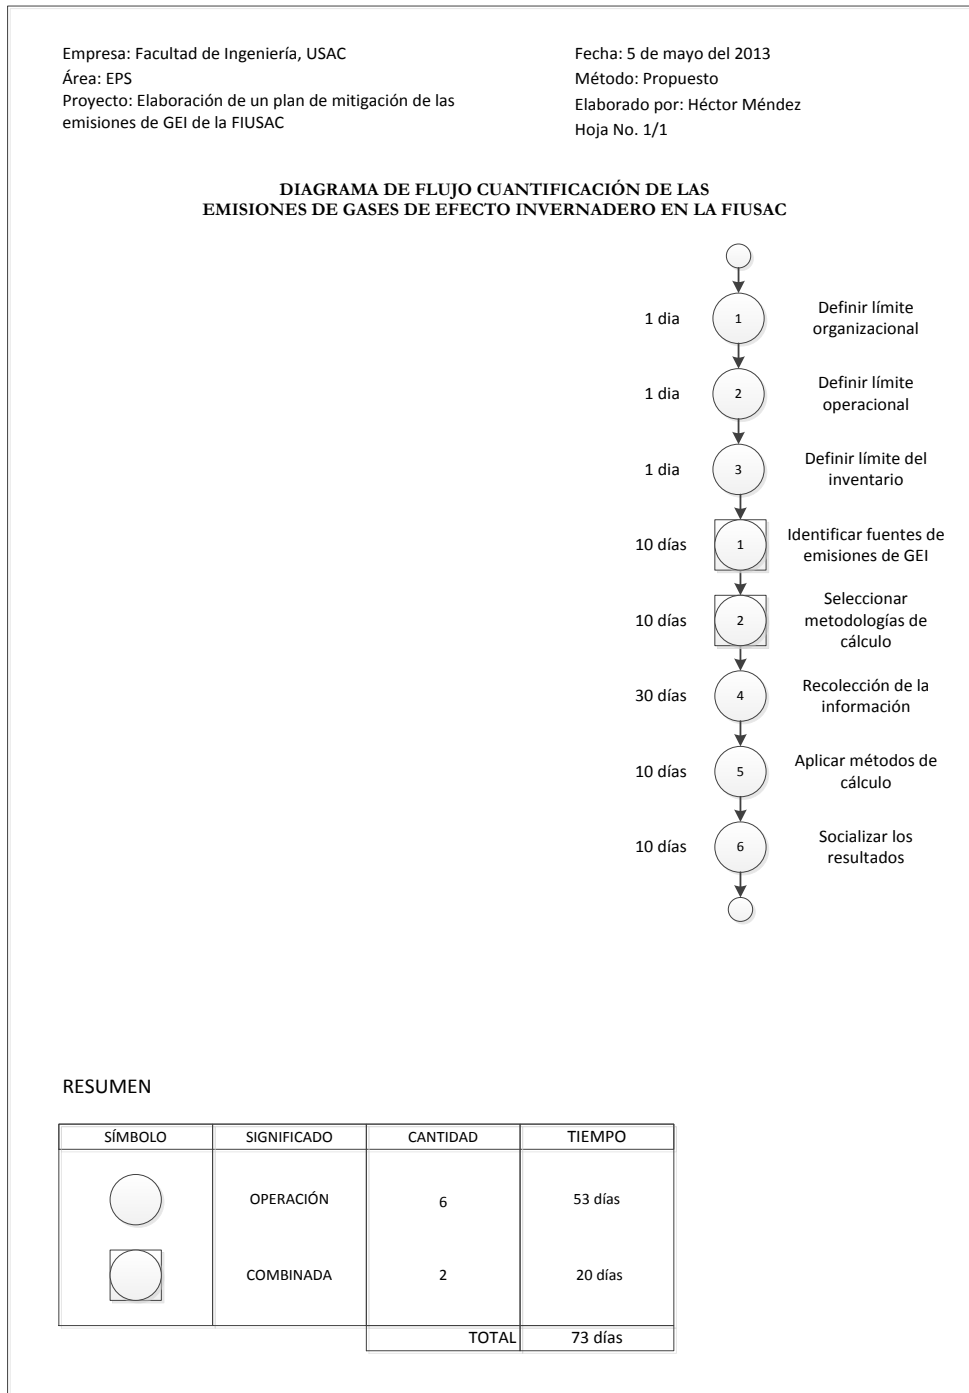 Empresa: Facultad de Ingeniería, USAC
Área: EPS
Proyecto: Elaboración de un plan de mitigación de las
emisiones de GEI de la FIUSAC
Fecha: 5 de mayo del 2013
Método: Propuesto
Elaborado por: Héctor Méndez
Hoja No. 1/1
DIAGRAMA DE FLUJO CUANTIFICACIÓN DE LAS
EMISIONES DE GASES DE EFECTO INVERNADERO EN LA FIUSAC
1 dia
1
Definir límite
organizacional
1 dia
2
Definir límite
operacional
1 dia
3
Definir límite del
inventario
10 días
1
Identificar fuentes de
emisiones de GEI
10 días
2
Seleccionar
metodologías de
cálculo
30 días
4
Recolección de la
información
10 días
5
Aplicar métodos de
cálculo
10 días
6
Socializar los
resultados
RESUMEN
SÍMBOLO SIGNIFICADO CANTIDAD TIEMPO
OPERACIÓN 6 53 días
COMBINADA 2 20 días
TOTAL 73 días